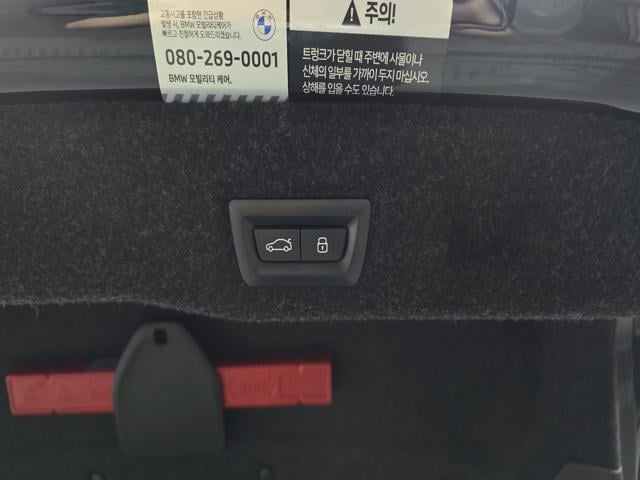 교통사고를 포함한 긴급상황
발생 시, BMW 모빌리티케어가
빠르고 친절하게 도와드리겠습니다.
080-269-0001
BMW 모빌리티 케어.
주의!
트렁크가 닫힐 때 주변에 사물이나
신체의 일부를 가까이 두지 마십시오.
상해를 입을 수도 있습니다.